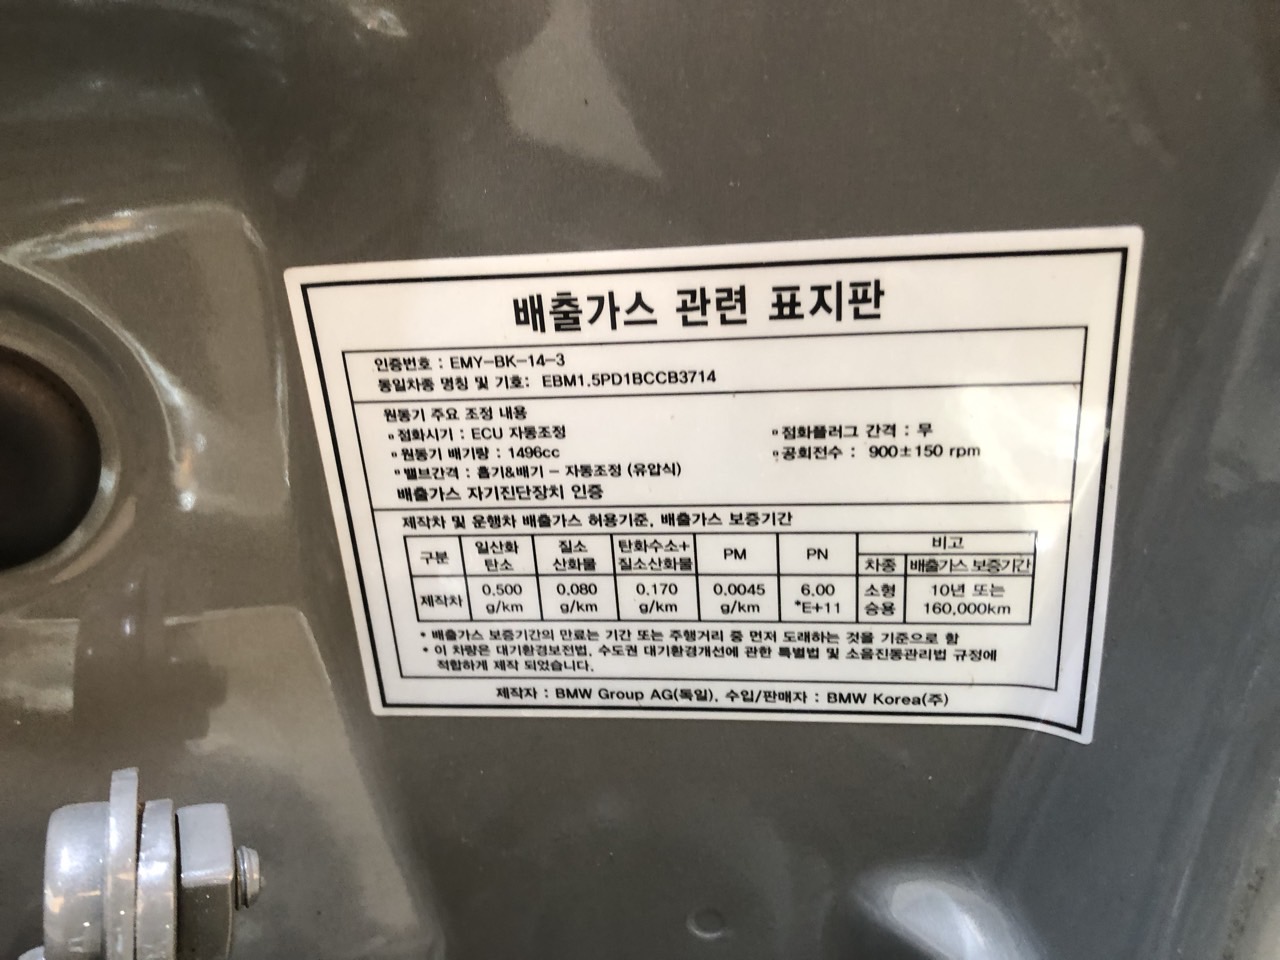 배출가스 관련 표지판
인증번호 : EMY-BK-14-3
동일차종 명칭 및 기호: EBM1.5PD1BCCB3714
원동기 주요 조정 내용
▫점화시기 : ECU 자동조정 ▫점화플러그 간격 : 무
▫원동기 배기량 : 1496cc ▫공회전수 : 900±150 rpm
▫밸브간격 : 흡기&배기 - 자동조정 (유압식)
배출가스 자기진단장치 인증
제작차 및 운행차 배출가스 허용기준, 배출가스 보증기간
구분 일산화탄소 질소산화물 탄화수소+질소산화물 PM PN 비고
차종 배출가스 보증기간
제작차 0.500 g/km 0.080 g/km 0.170 g/km 0.0045 g/km 6.00 *E+11 소형승용 10년 또는 160,000km
* 배출가스 보증기간의 만료는 기간 또는 주행거리 중 먼저 도래하는 것을 기준으로 함
* 이 차량은 대기환경보전법, 수도권 대기환경개선에 관한 특별법 및 소음진동관리법 규정에
적합하게 제작 되었습니다.
제작자 : BMW Group AG(독일), 수입/판매자 : BMW Korea(주)